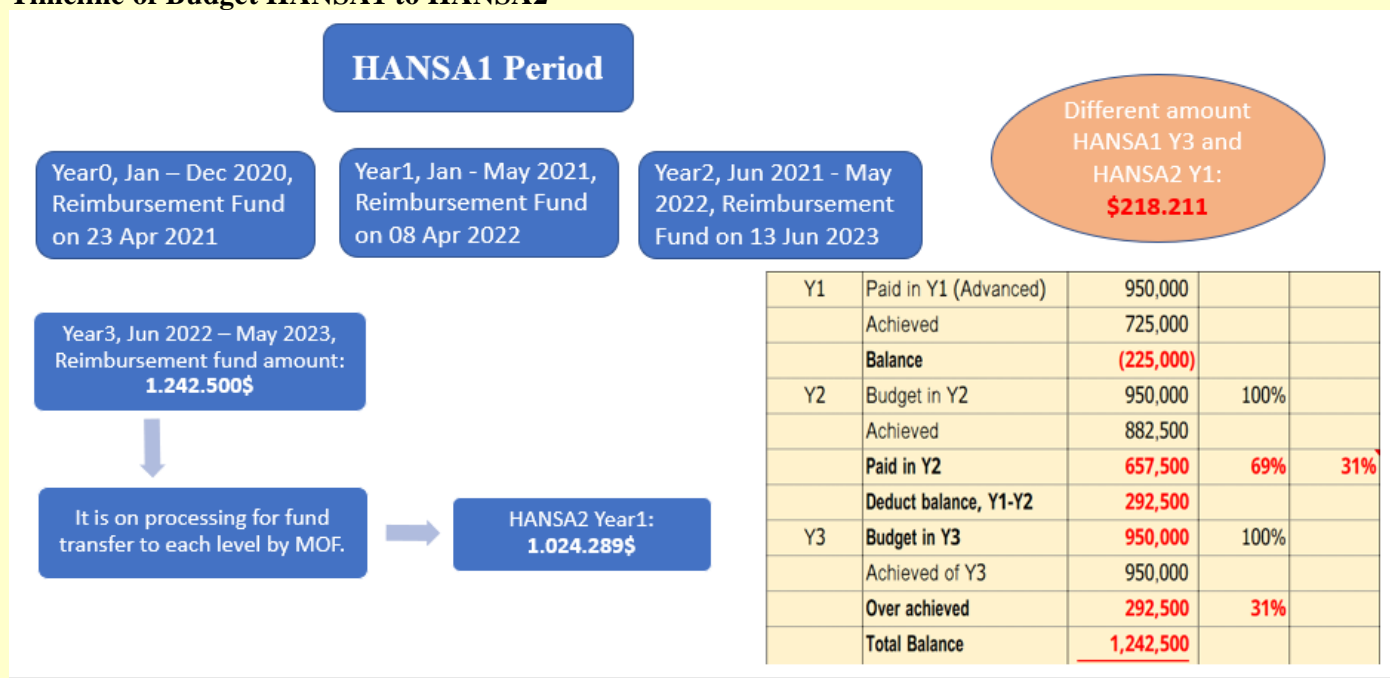 Timeline of Budget HANSA1 to HANSA2
HANSA1 Period
Different amount
HANSA1 Y3 and
HANSA2 Y1:
$218.211
Year0, Jan – Dec 2020,
Reimbursement Fund
on 23 Apr 2021
Year1, Jan - May 2021,
Reimbursement Fund
on 08 Apr 2022
Year2, Jun 2021 - May
2022, Reimbursement
Fund on 13 Jun 2023
Year3, Jun 2022 – May 2023,
Reimbursement fund amount:
1.242.500$
It is on processing for fund
transfer to each level by MOF.
HANSA2 Year1:
1.024.289$
Y1 Paid in Y1 (Advanced) 950,000
Achieved 725,000
Balance (225,000)
Y2 Budget in Y2 950,000 100%
Achieved 882,500
Paid in Y2 657,500 69% 31%
Deduct balance, Y1-Y2 292,500
Y3 Budget in Y3 950,000 100%
Achieved of Y3 950,000
Over achieved 292,500 31%
Total Balance 1,242,500